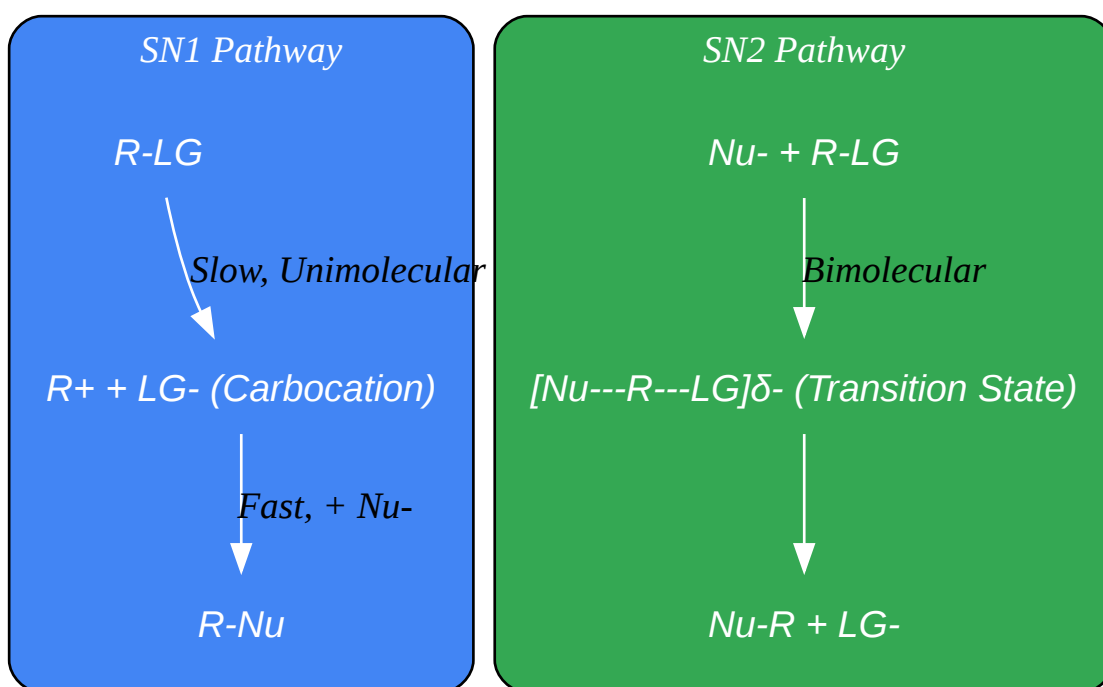 SN1 Pathway
R-LG
Slow, Unimolecular
R+ + LG- (Carbocation)
Fast, + Nu-
R-Nu
SN2 Pathway
Nu- + R-LG
Bimolecular
[Nu---R---LG]δ- (Transition State)
Nu-R + LG-